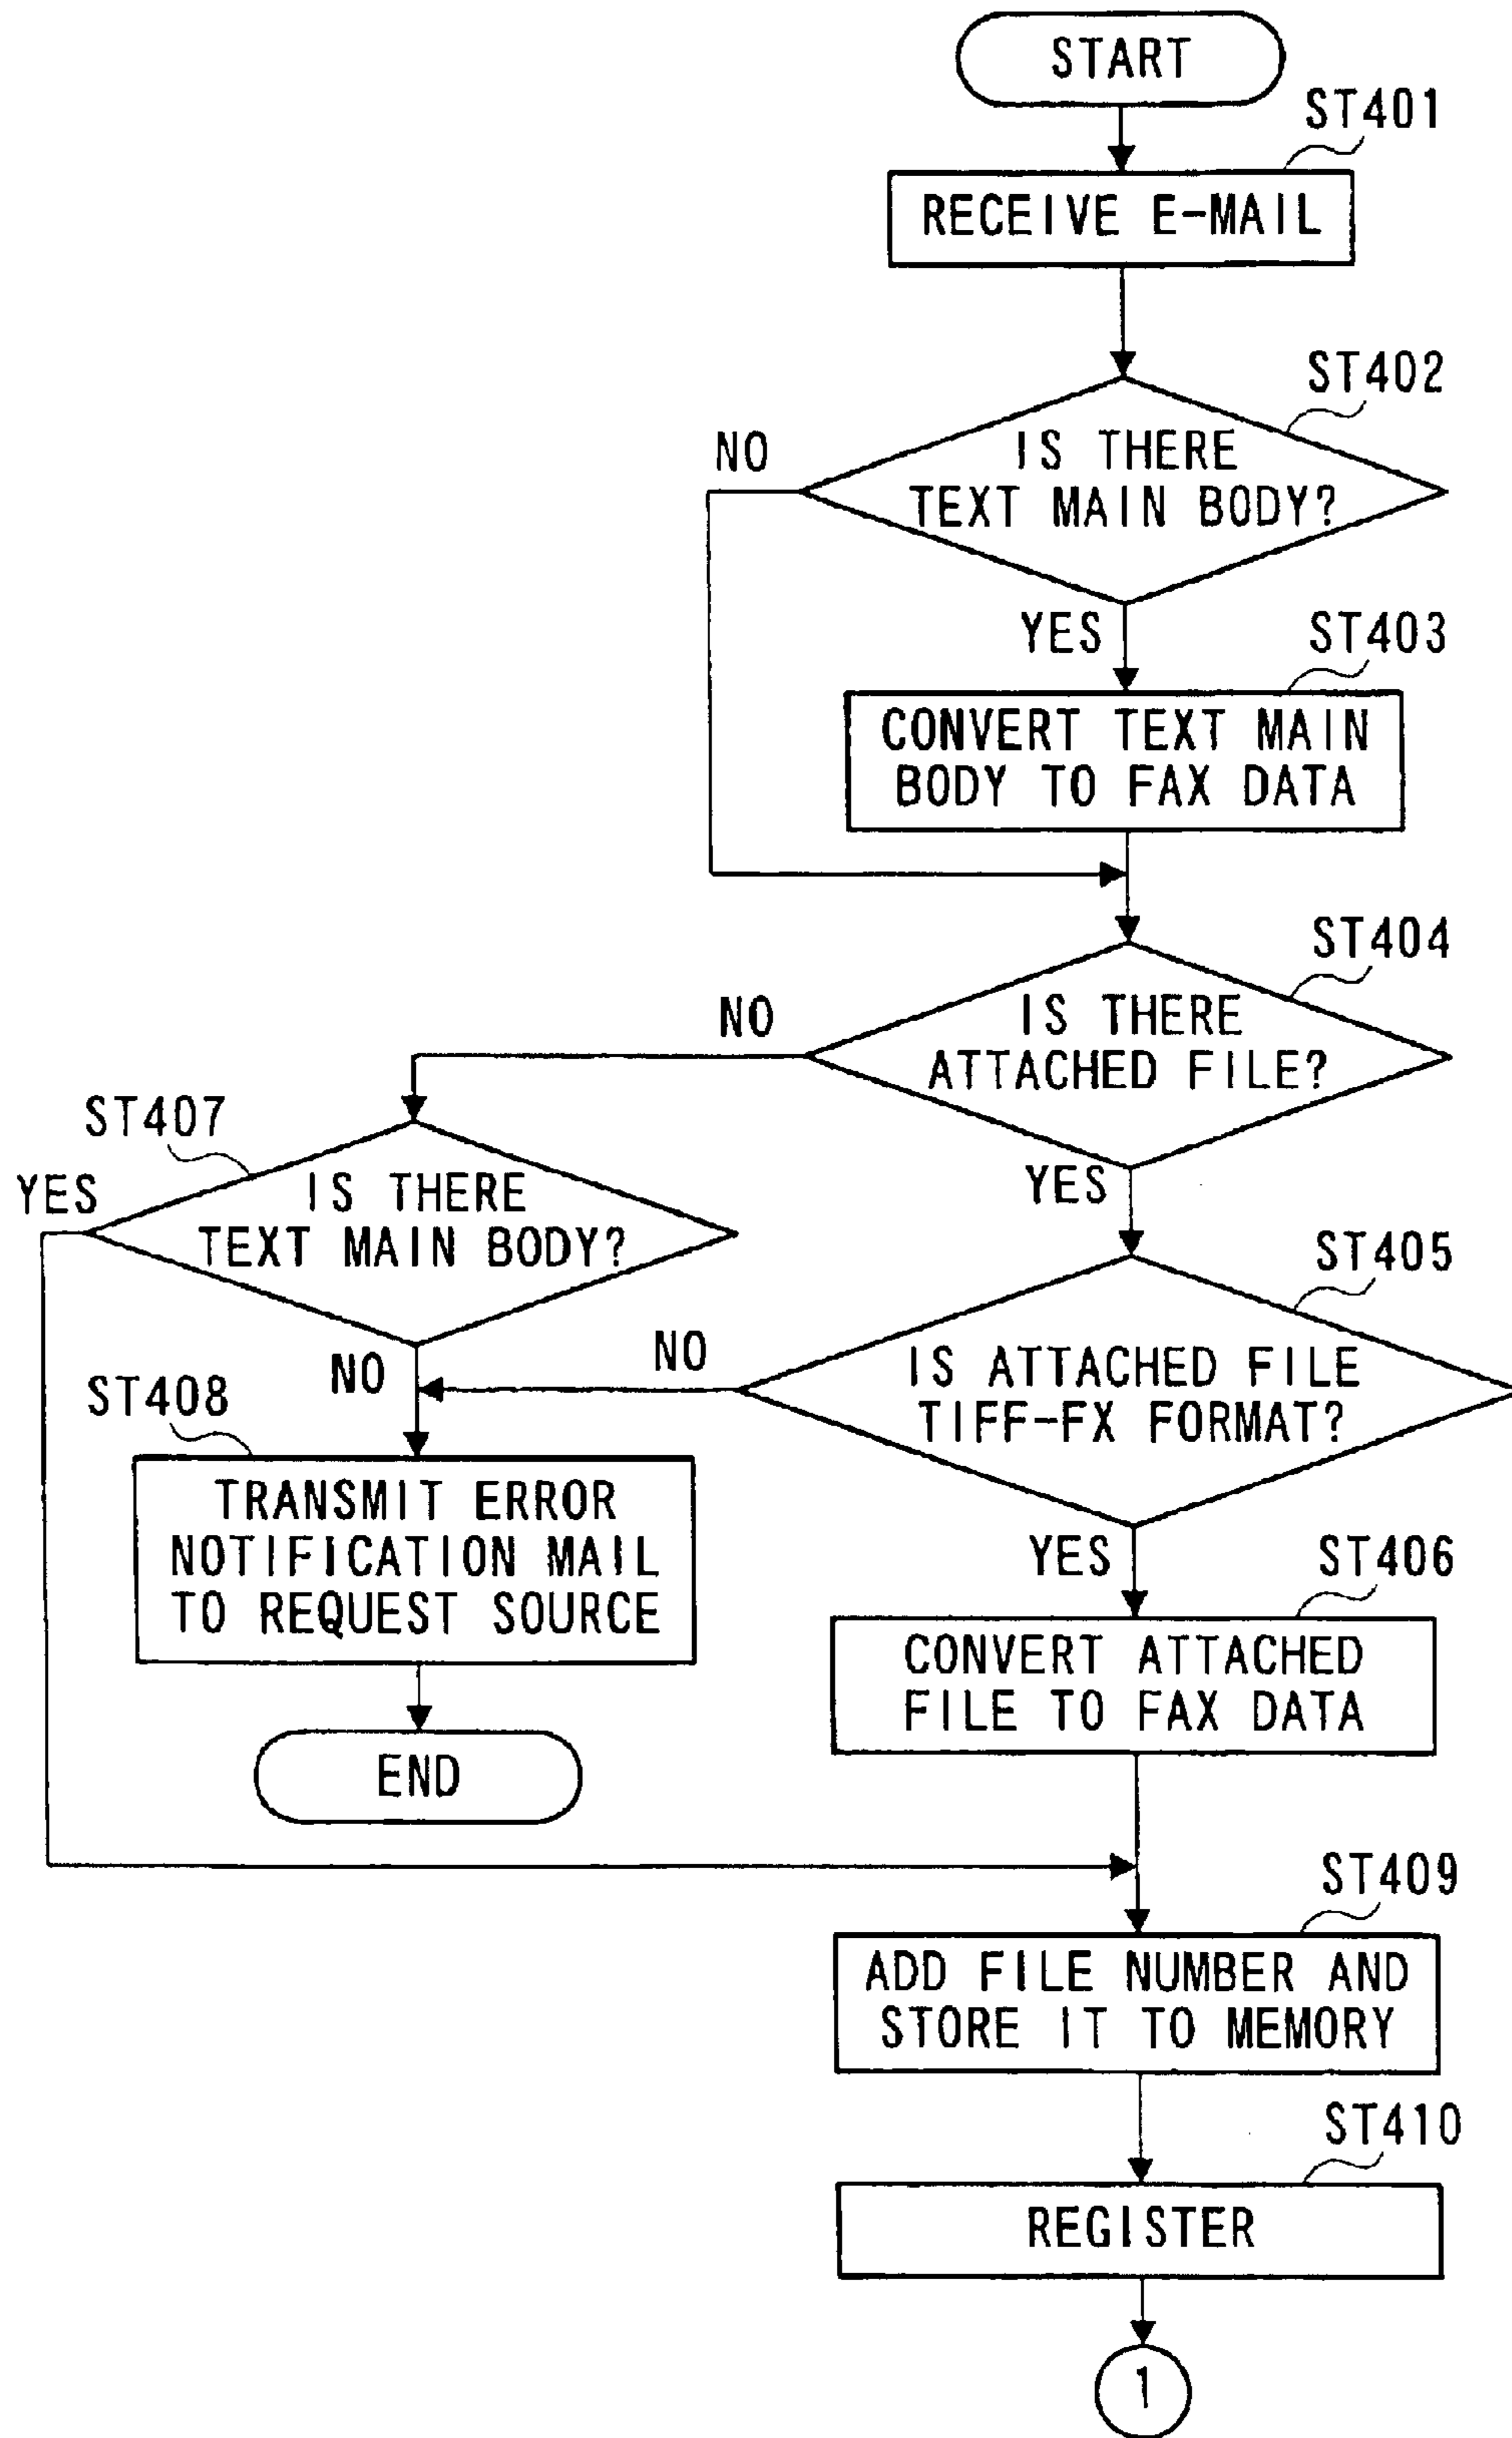 START
ST401
RECEIVE E-MAIL
ST402
NO
IS THERE
TEXT MAIN BODY?
YES
ST403
CONVERT TEXT MAIN
BODY TO FAX DATA
ST404
NO
IS THERE
ATTACHED FILE?
ST407
YES
YES
IS THERE
TEXT MAIN BODY?
ST405
NO
NO
IS ATTACHED FILE
TIFF-FX FORMAT?
ST408
TRANSMIT ERROR
NOTIFICATION MAIL
TO REQUEST SOURCE
YES
ST406
CONVERT ATTACHED
FILE TO FAX DATA
END
ST409
ADD FILE NUMBER AND
STORE IT TO MEMORY
ST410
REGISTER
1